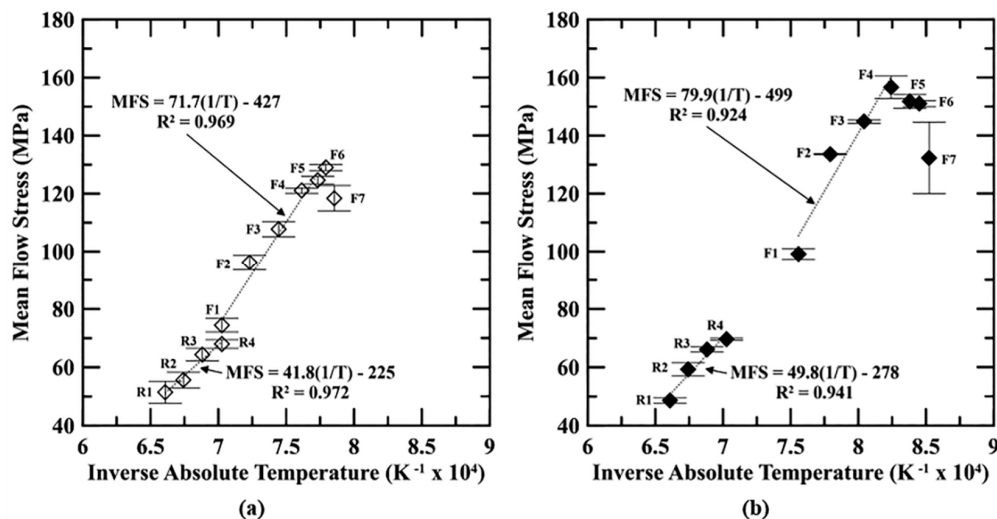 180
160
140
120
100
80
60
40
Mean Flow Stress (MPa)
MFS = 71.7(1/T) - 427
R² = 0.969
F6
F5
F4
F7
F3
F2
F1
R3
R4
R2
R1
MFS = 41.8(1/T) - 225
R² = 0.972
6 6.5 7 7.5 8 8.5 9
Inverse Absolute Temperature (K⁻¹ x 10⁴)
(a)
180
160
140
120
100
80
60
40
Mean Flow Stress (MPa)
MFS = 79.9(1/T) - 499
R² = 0.924
F4
F5
F6
F3
F2
F7
F1
R4
R3
R2
R1
MFS = 49.8(1/T) - 278
R² = 0.941
6 6.5 7 7.5 8 8.5 9
Inverse Absolute Temperature (K⁻¹ x 10⁴)
(b)